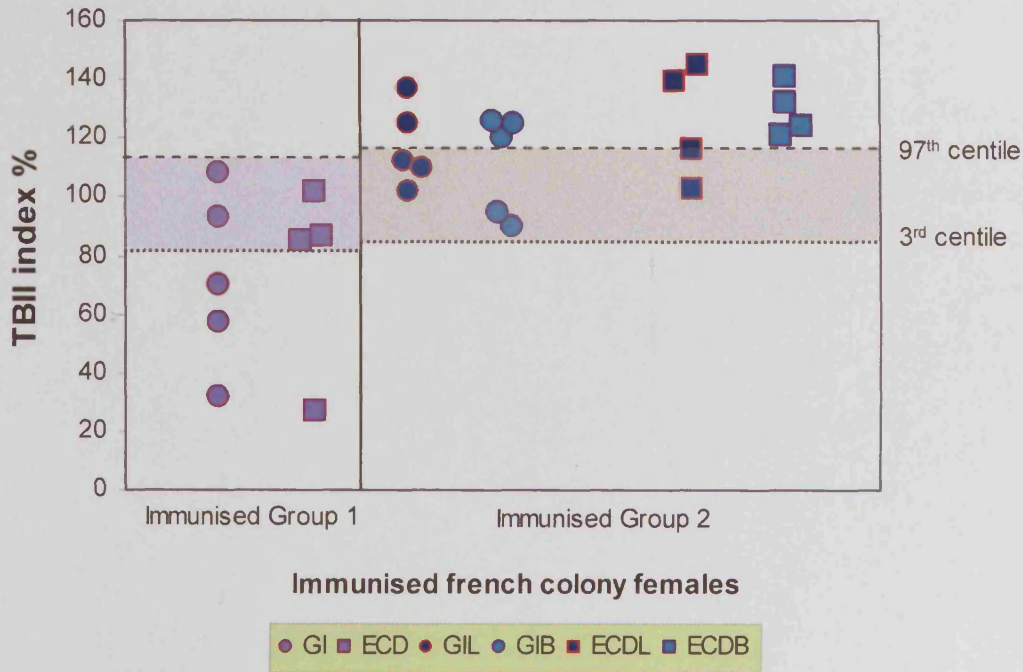 160
140
120
100
80
60
40
20
0
TBII index %
97th centile
3rd centile
Immunised Group 1
Immunised Group 2
Immunised french colony females
GI ECD GIL GIB ECDL ECDB